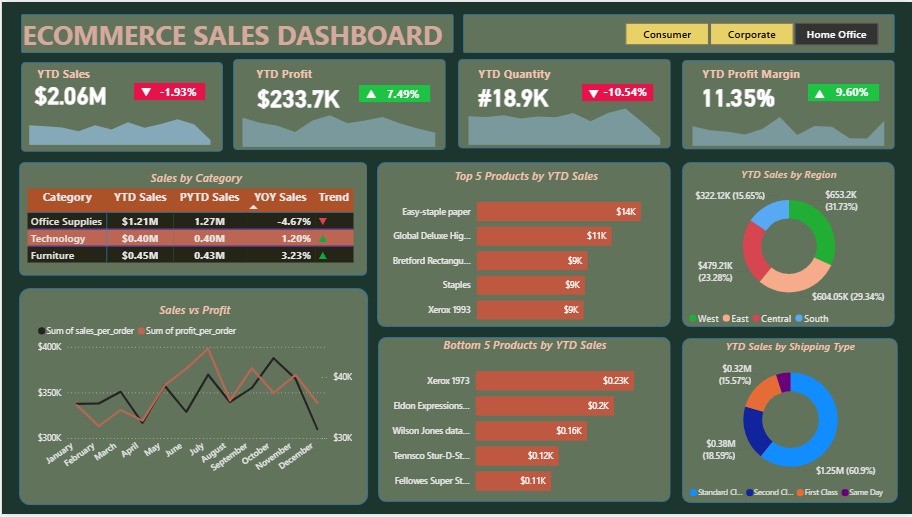 ECOMMERCE SALES DASHBOARD
Consumer Corporate Home Office
YTD Sales
$2.06M ▼ -1.93%
YTD Profit
$233.7K ▲ 7.49%
YTD Quantity
#18.9K ▼ -10.54%
YTD Profit Margin
11.35% ▲ 9.60%
Sales by Category
Category YTD Sales PYTD Sales YOY Sales Trend
Office Supplies $1.21M 1.27M -4.67% ▼
Technology $0.40M 0.40M 1.20% ▲
Furniture $0.45M 0.43M 3.23% ▲
Top 5 Products by YTD Sales
Easy-staple paper $14K
Global Deluxe Hig... $11K
Bretford Rectangu... $9K
Staples $9K
Xerox 1993 $9K
YTD Sales by Region
$322.12K (15.65%)
$653.2K
(31.73%)
$479.21K
(23.28%)
$604.05K (29.34%)
West East Central South
Sales vs Profit
Sum of sales_per_order Sum of profit_per_order
$400K
$350K
$300K
$40K
$30K
January February March April May June July August September October November December
Bottom 5 Products by YTD Sales
Xerox 1973 $0.23K
Eldon Expressions... $0.2K
Wilson Jones data... $0.16K
Tennsco Stur-D-St... $0.12K
Fellowes Super St... $0.11K
YTD Sales by Shipping Type
$0.32M
(15.57%)
$0.38M
(18.59%)
$1.25M (60.9%)
Standard Cl... Second Cl... First Class Same Day